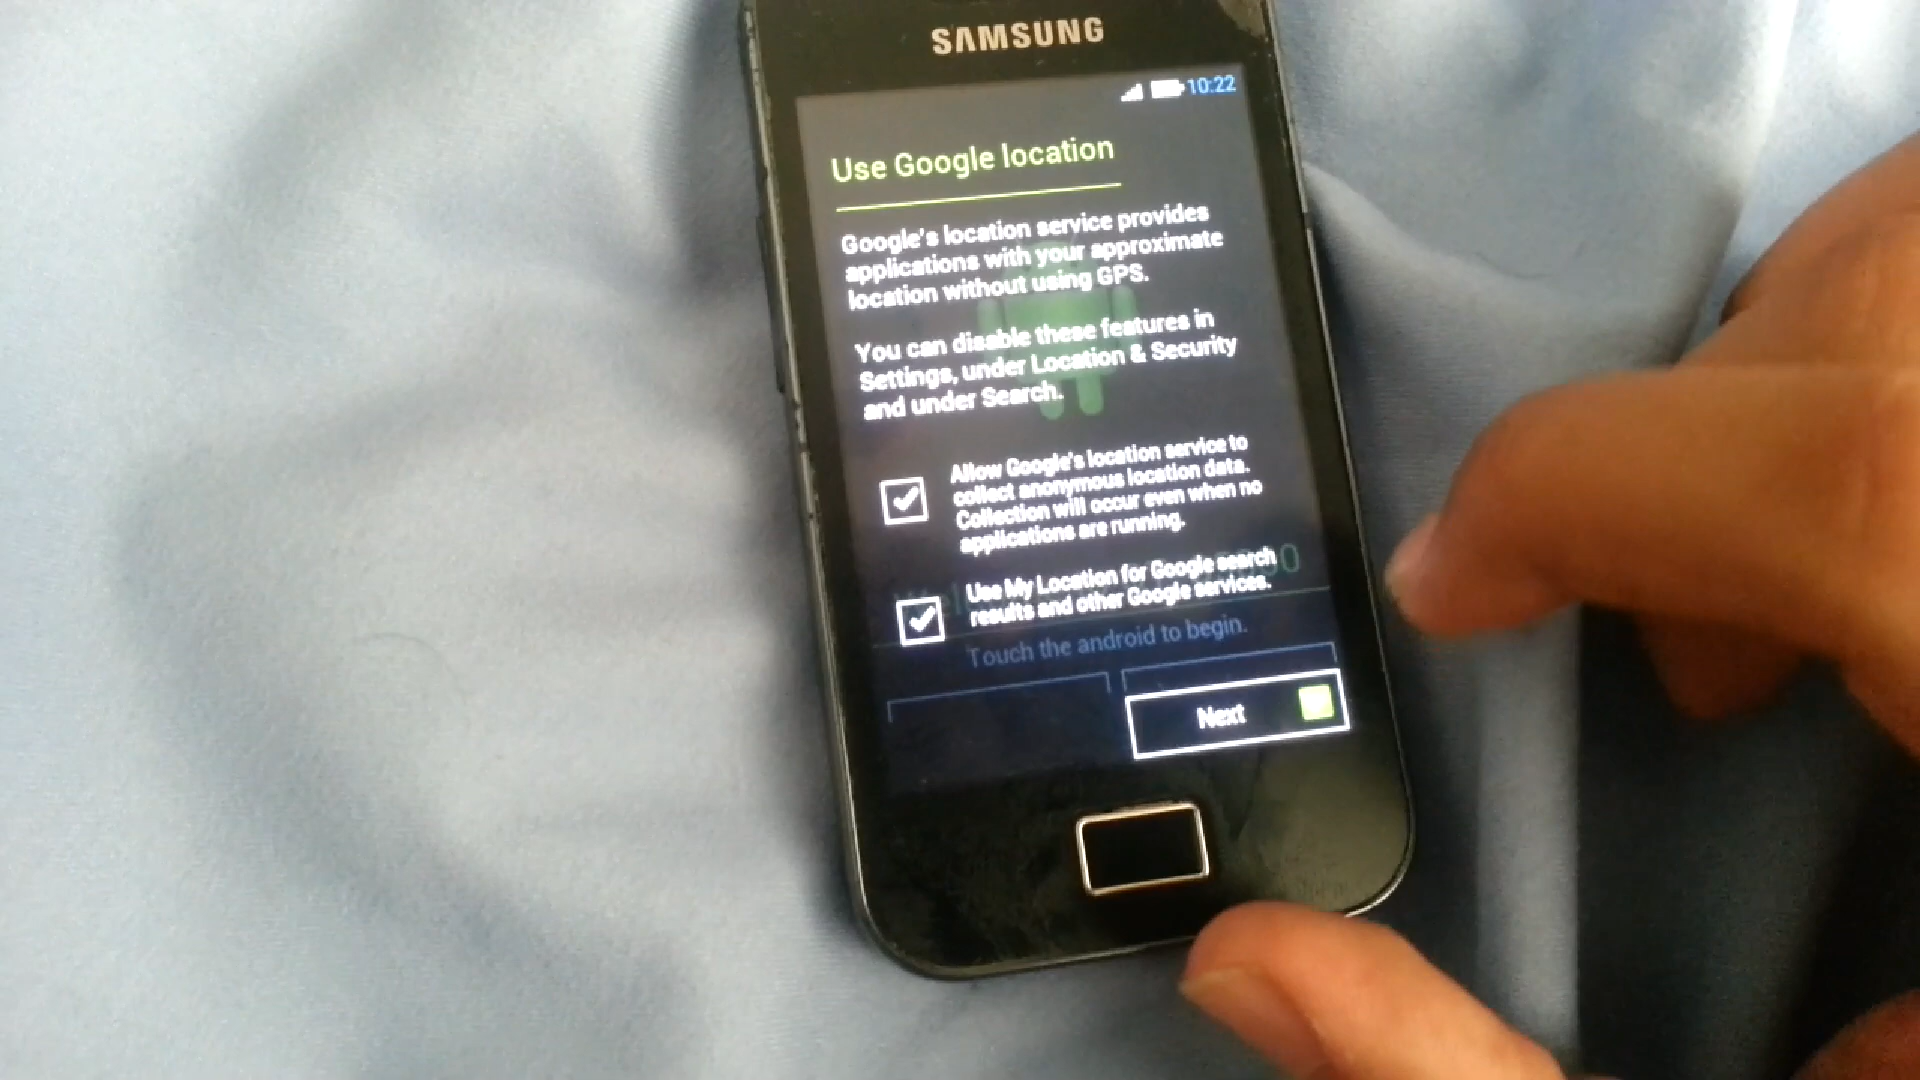 SAMSUNG
10:22
Use Google location
Google's location service provides
applications with your approximate
location without using GPS.
You can disable these features in
Settings, under Location & Security
and under Search.
Allow Google's location service to
collect anonymous location data.
Collection will occur even when no
applications are running.
Use My Location for Google search
results and other Google services.
Touch the android to begin.
Next